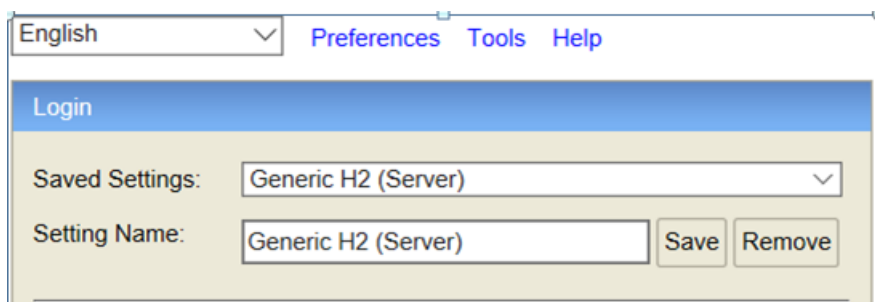 English Preferences Tools Help
Login
Saved Settings: Generic H2 (Server)
Setting Name: Generic H2 (Server) Save Remove